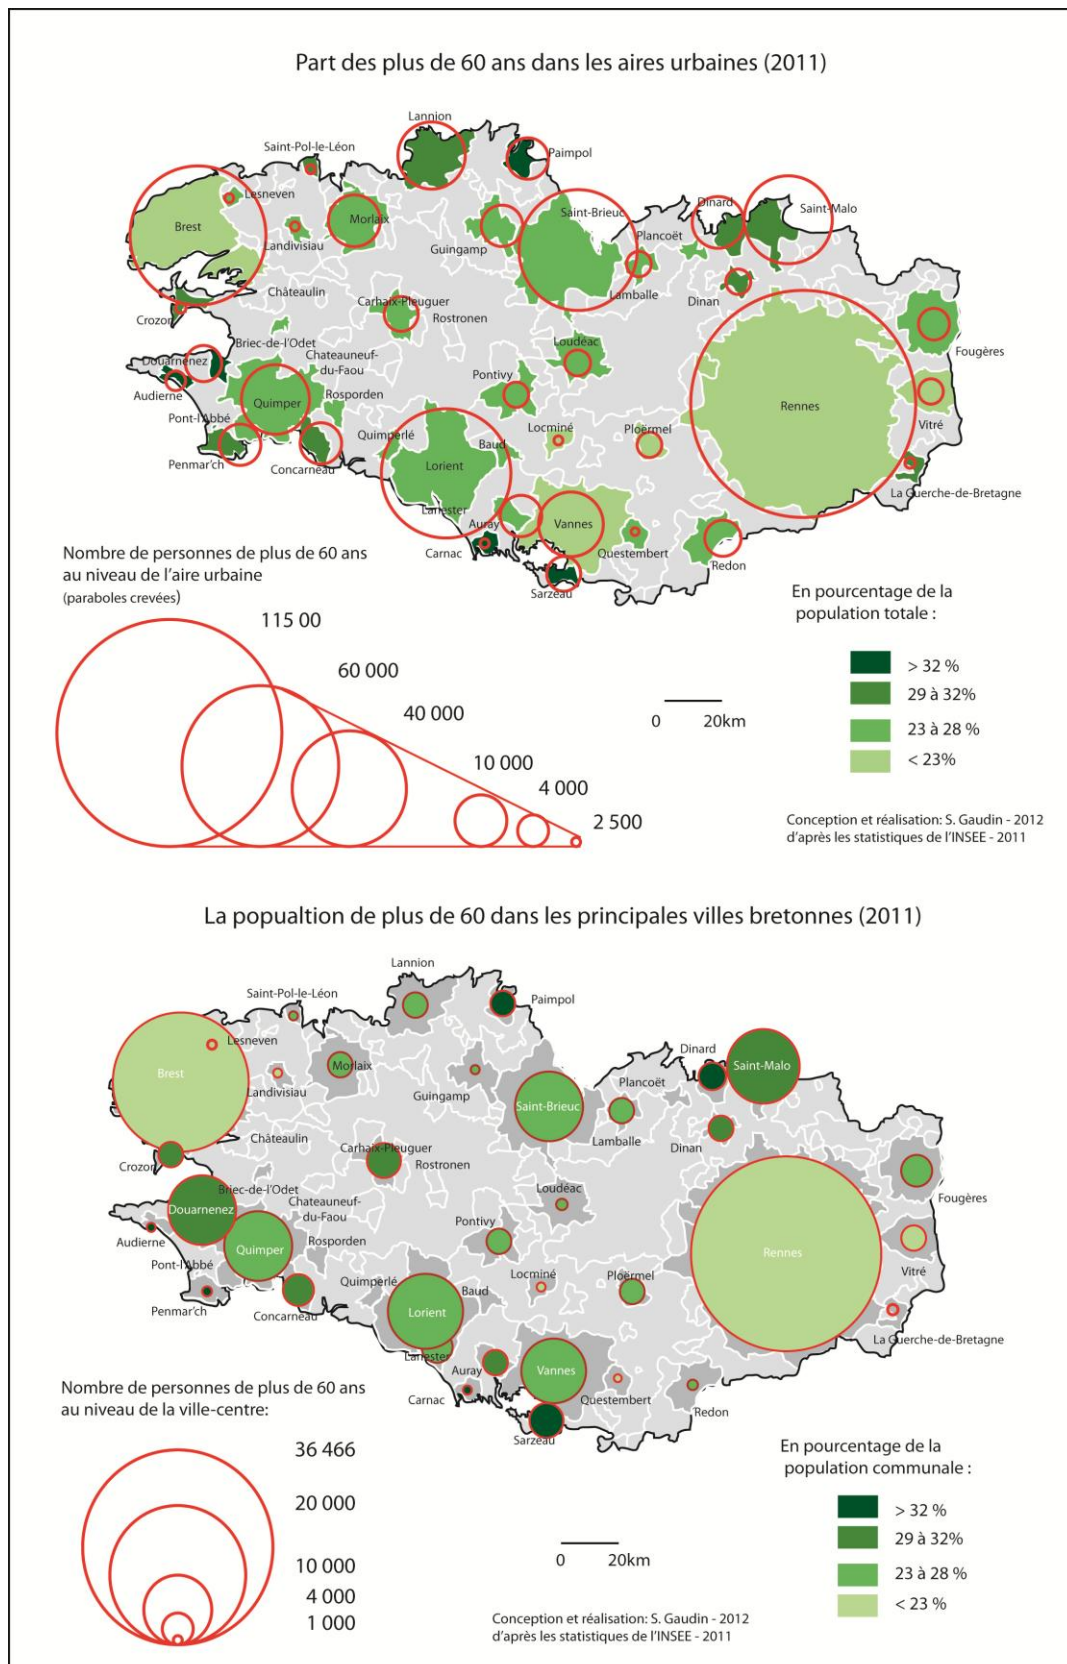 Part des plus de 60 ans dans les aires urbaines (2011)
Lannion
Saint-Pol-le-Léon
Paimpol
Lesneven
Brest
Morlaix
Saint-Brieuc
Dinard
Saint-Malo
Landivisiau
Guingamp
Plancoët
Châteaulin
Lamballe
Dinan
Carhaix-Pleuguer
Crozon
Rostronen
Briec-de-l'Odet
Loudéac
Fougères
Douarnenez
Chateauneuf-
du-Faou
Pontivy
Audierne
Quimper
Rosporden
Rennes
Pont-l'Abbé
Vitré
Quimperlé
Locminé
Ploërmel
Baud
Penmar'ch
Concarneau
Lorient
La Guerche-de-Bretagne
Lanester
Auray
Vannes
Carnac
Questembert
Redon
Sarzeau
Nombre de personnes de plus de 60 ans
au niveau de l'aire urbaine
(paraboles crevées)
115 00
60 000
40 000
10 000
4 000
2 500
0 20km
En pourcentage de la
population totale :
> 32 %
29 à 32%
23 à 28 %
< 23%
Conception et réalisation: S. Gaudin - 2012
d'après les statistiques de l'INSEE - 2011
La popualtion de plus de 60 dans les principales villes bretonnes (2011)
Lannion
Saint-Pol-le-Léon
Paimpol
Lesneven
Dinard
Brest
Morlaix
Saint-Malo
Landivisiau
Guingamp
Plancoët
Saint-Brieuc
Châteaulin
Lamballe
Dinan
Carhaix-Pleuguer
Crozon
Rostronen
Briec-de-l'Odet
Loudéac
Fougères
Chateauneuf-
du-Faou
Douarnenez
Pontivy
Audierne
Quimper
Rosporden
Rennes
Pont-l'Abbé
Vitré
Quimperlé
Locminé
Ploërmel
Baud
Penmar'ch
Concarneau
Lorient
La Guerche-de-Bretagne
Lanester
Auray
Vannes
Carnac
Questembert
Redon
Sarzeau
Nombre de personnes de plus de 60 ans
au niveau de la ville-centre:
36 466
20 000
10 000
4 000
1 000
0 20km
En pourcentage de la
population communale :
> 32 %
29 à 32%
23 à 28 %
< 23 %
Conception et réalisation: S. Gaudin - 2012
d'après les statistiques de l'INSEE - 2011